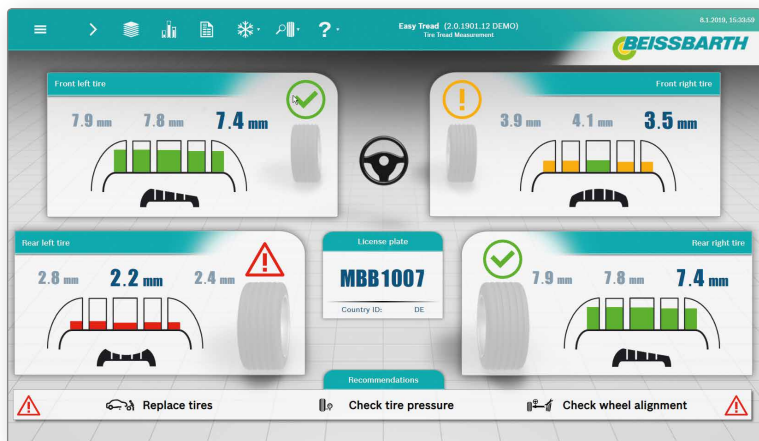 8.1.2019, 15:33:59
Easy Tread (2.0.1901.12 DEMO)
Tire Tread Measurement
?
BEISSBARTH
Front left tire
7.9 mm 7.8 mm 7.4 mm
Front right tire
3.9 mm 4.1 mm 3.5 mm
Rear left tire
2.8 mm 2.2 mm 2.4 mm
License plate
MBB1007
Country ID: DE
Rear right tire
7.9 mm 7.8 mm 7.4 mm
Recommendations
Replace tires
Check tire pressure
Check wheel alignment